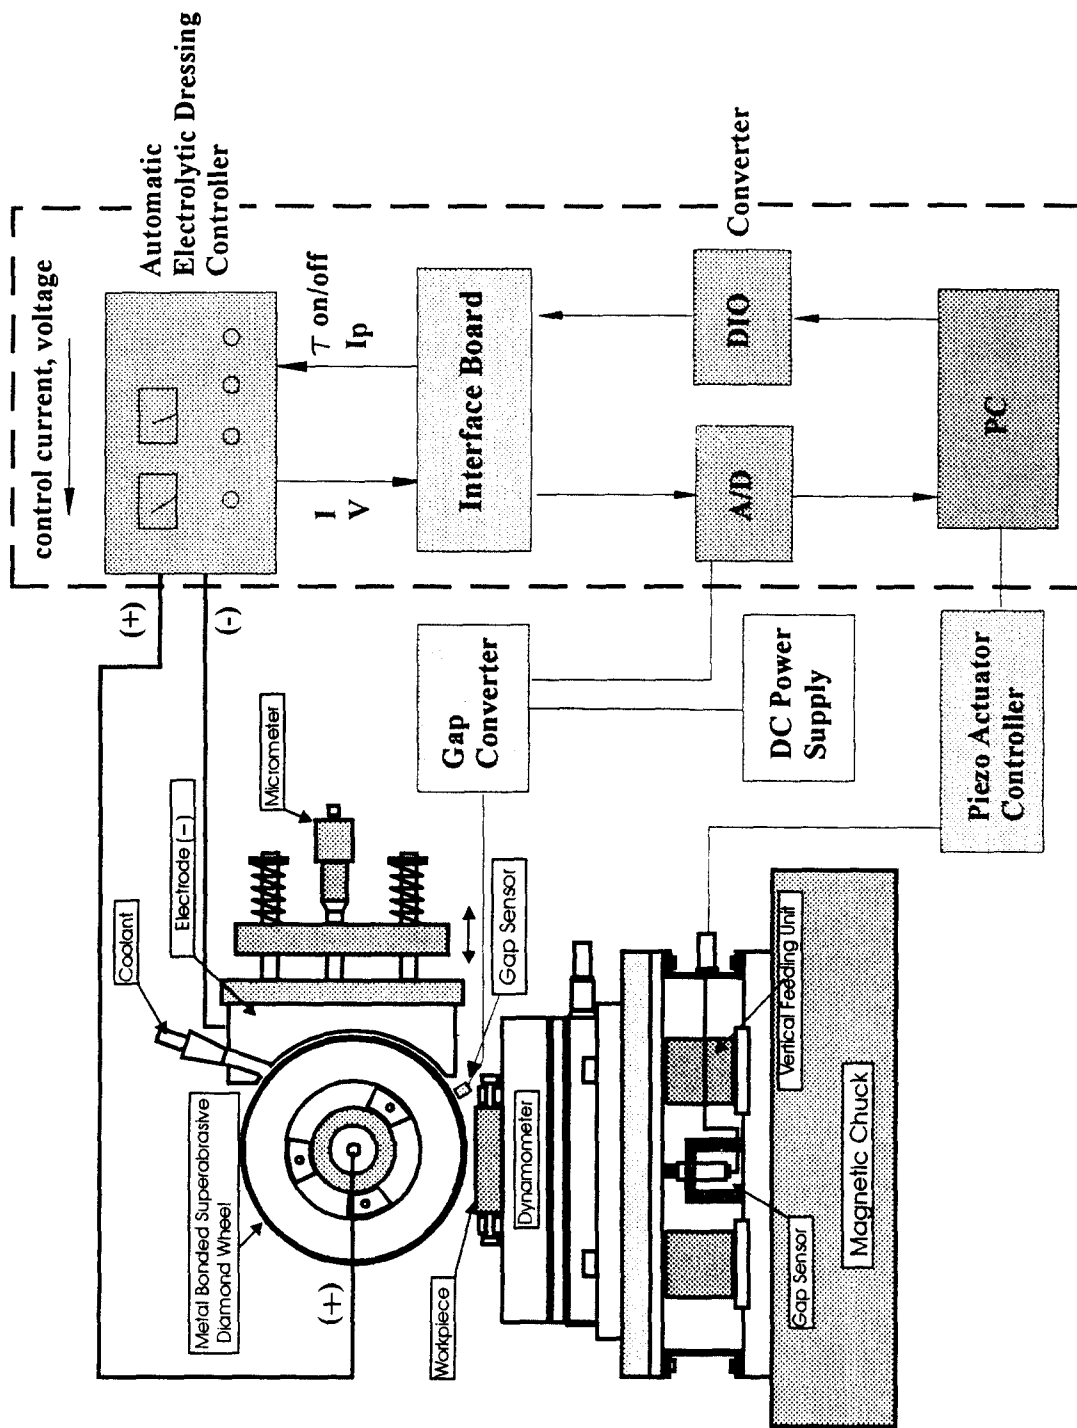 control current, voltage
Automatic
Electrolytic Dressing
Controller
(+)
(-)
I
V
τ on/off
Ip
Interface Board
A/D
DIO
Converter
PC
Gap
Converter
DC Power
Supply
Piezo Actuator
Controller
Coolant
Electrode (-)
Micrometer
Gap Sensor
Metal Bonded Superabrasive
Diamond Wheel
(+)
Workpiece
Dynamometer
Vertical Feeding Unit
Gap Sensor
Magnetic Chuck